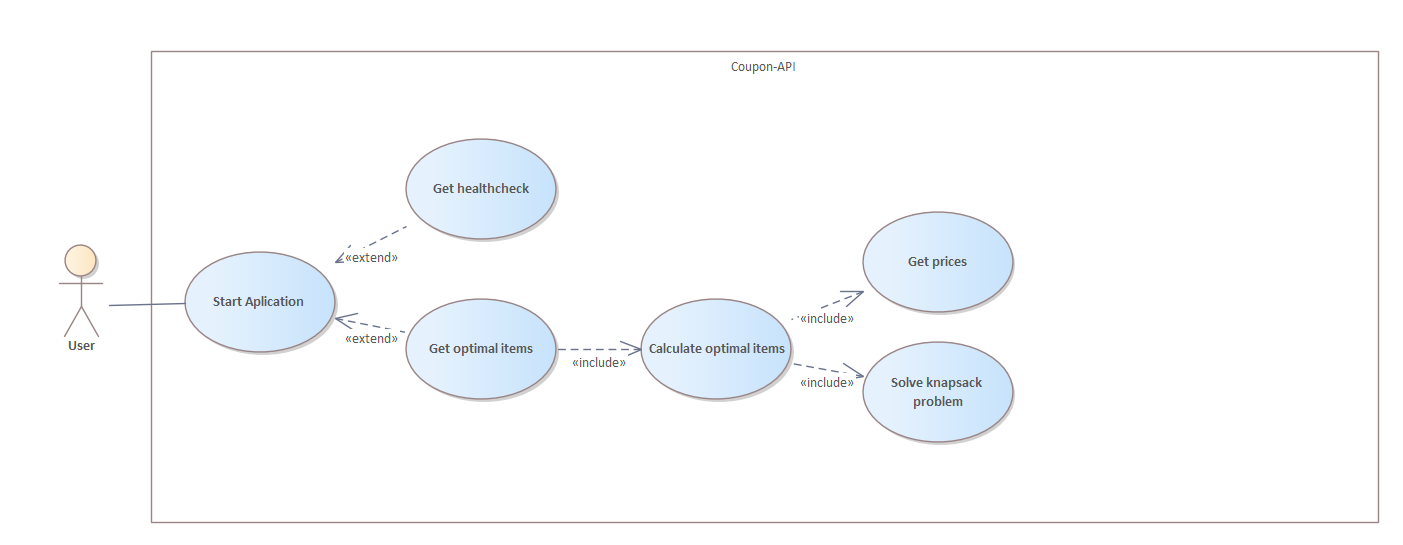 Coupon-API
Get healthcheck
«extend»
Start Aplication
User
«extend»
Get optimal items
«include»
Calculate optimal items
«include»
Get prices
«include»
Solve knapsack
problem